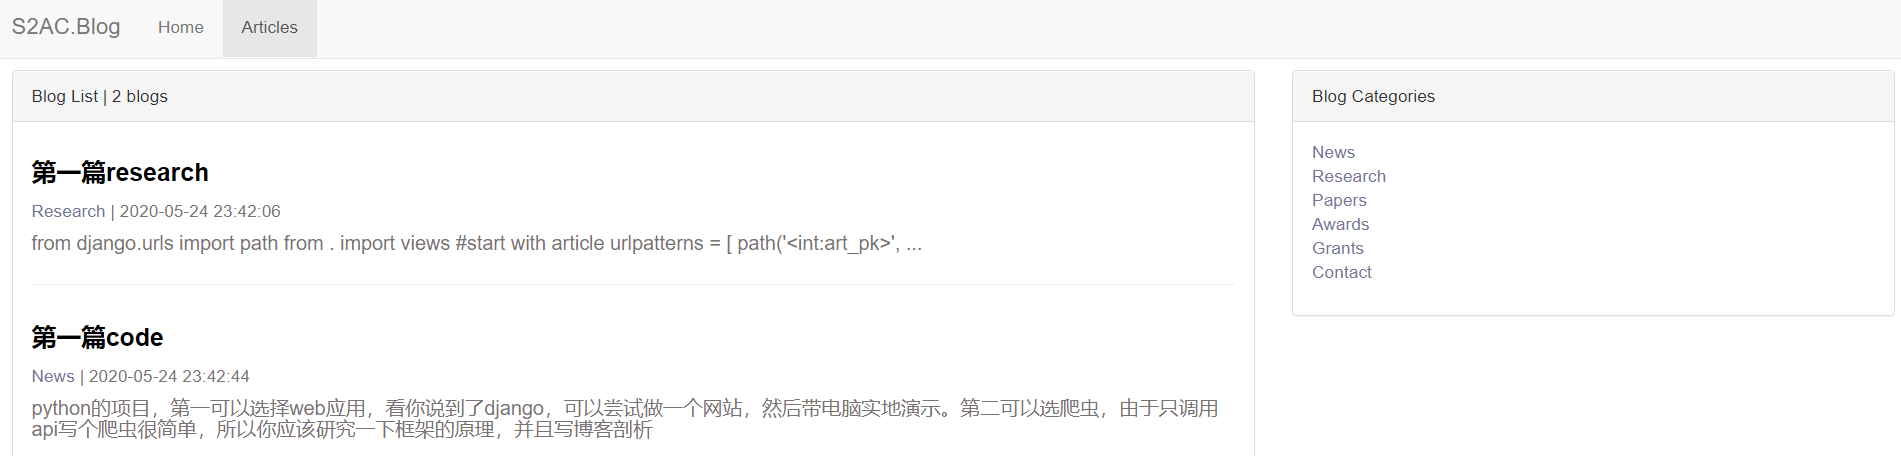 S2AC.Blog Home Articles
Blog List | 2 blogs
第一篇research
Research | 2020-05-24 23:42:06
from django.urls import path from . import views #start with article urlpatterns = [ path('<int:art_pk>', ...
第一篇code
News | 2020-05-24 23:42:44
python的项目，第一可以选择web应用，看你说到了django，可以尝试做一个网站，然后带电脑实地演示。第二可以选爬虫，由于只调用
api写个爬虫很简单，所以你应该研究一下框架的原理，并且写博客剖析
Blog Categories
News
Research
Papers
Awards
Grants
Contact